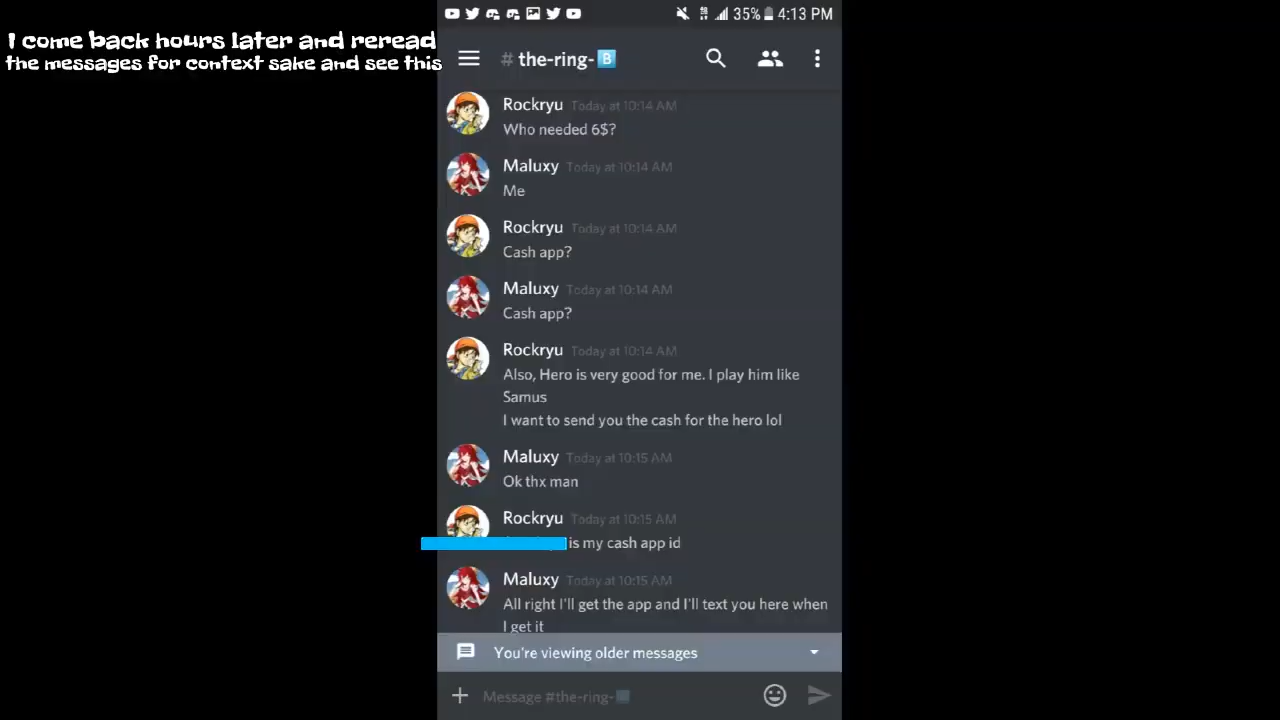 I come back hours later and reread
the messages for context sake and see this
35% 4:13 PM
# the-ring-B
Rockryu Today at 10:14 AM
Who needed 6$?
Maluxy Today at 10:14 AM
Me
Rockryu Today at 10:14 AM
Cash app?
Maluxy Today at 10:14 AM
Cash app?
Rockryu Today at 10:14 AM
Also, Hero is very good for me. I play him like
Samus
I want to send you the cash for the hero lol
Maluxy Today at 10:15 AM
Ok thx man
Rockryu Today at 10:15 AM
is my cash app id
Maluxy Today at 10:15 AM
All right I'll get the app and I'll text you here when
I get it
You're viewing older messages
Message #the-ring-